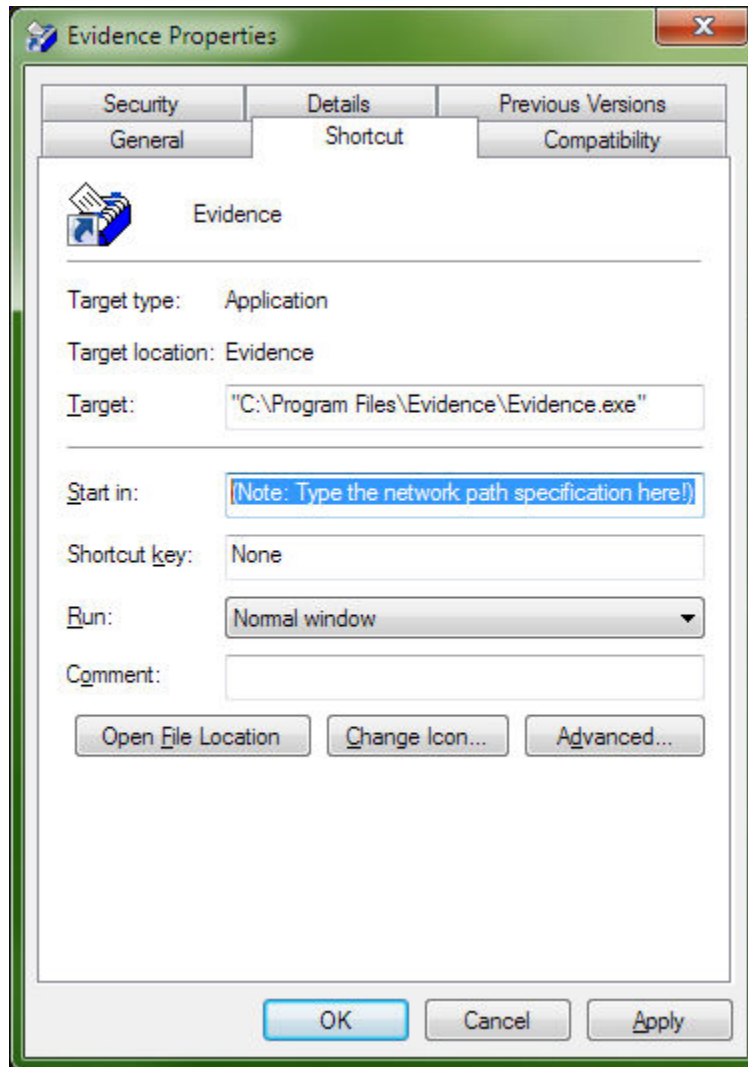 Evidence Properties
Security Details Previous Versions
General Shortcut Compatibility
Evidence
Target type: Application
Target location: Evidence
Target: "C:\Program Files\Evidence\Evidence.exe"
Start in: (Note: Type the network path specification here!)
Shortcut key: None
Run: Normal window
Comment:
Open File Location Change Icon... Advanced...
OK Cancel Apply